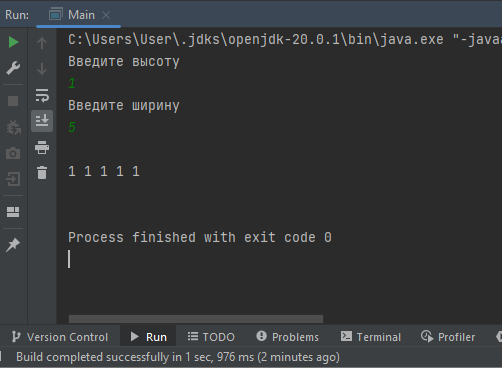 Run: Main
C:\Users\User\.jdks\openjdk-20.0.1\bin\java.exe "-java
Введите высоту
1
Введите ширину
5
1 1 1 1 1
Process finished with exit code 0
Version Control Run TODO Problems Terminal Profiler
Build completed successfully in 1 sec, 976 ms (2 minutes ago)